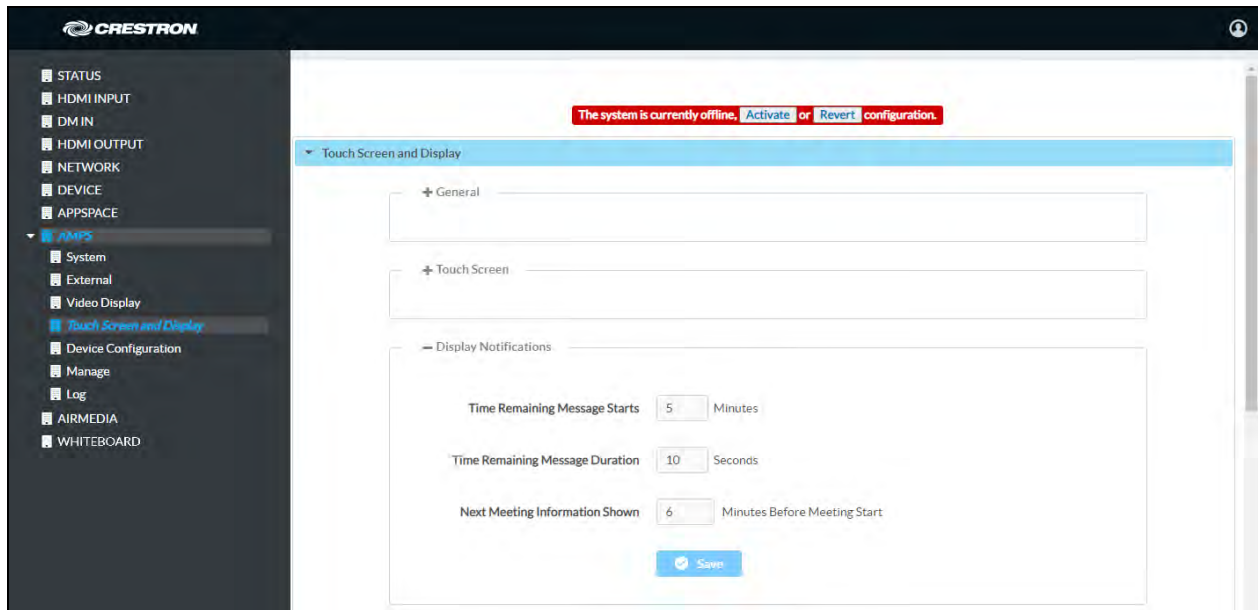 CRESTRON
STATUS
HDMI INPUT
DM IN
HDMI OUTPUT
NETWORK
DEVICE
APPSPACE
AMPS
System
External
Video Display
Touch Screen and Display
Device Configuration
Manage
Log
AIRMEDIA
WHITEBOARD
The system is currently offline, Activate or Revert configuration.
Touch Screen and Display
General
Touch Screen
Display Notifications
Time Remaining Message Starts 5 Minutes
Time Remaining Message Duration 10 Seconds
Next Meeting Information Shown 6 Minutes Before Meeting Start
Save